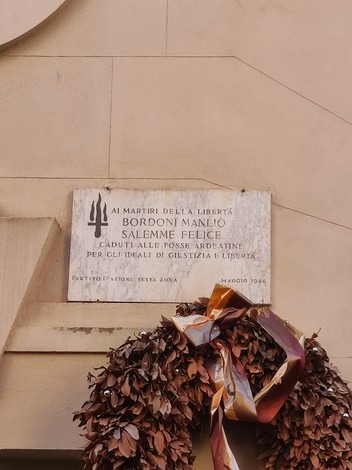 AI MARTIRI DELLA LIBERTÀ
BORDONI MANLIO
SALEMME FELICE
CADUTI ALLE FOSSE ARDEATINE
PER GLI IDEALI DI GIUSTIZIA E LIBERTÀ
PARTITO D'AZIONE SESTA ZONA MAGGIO 1946